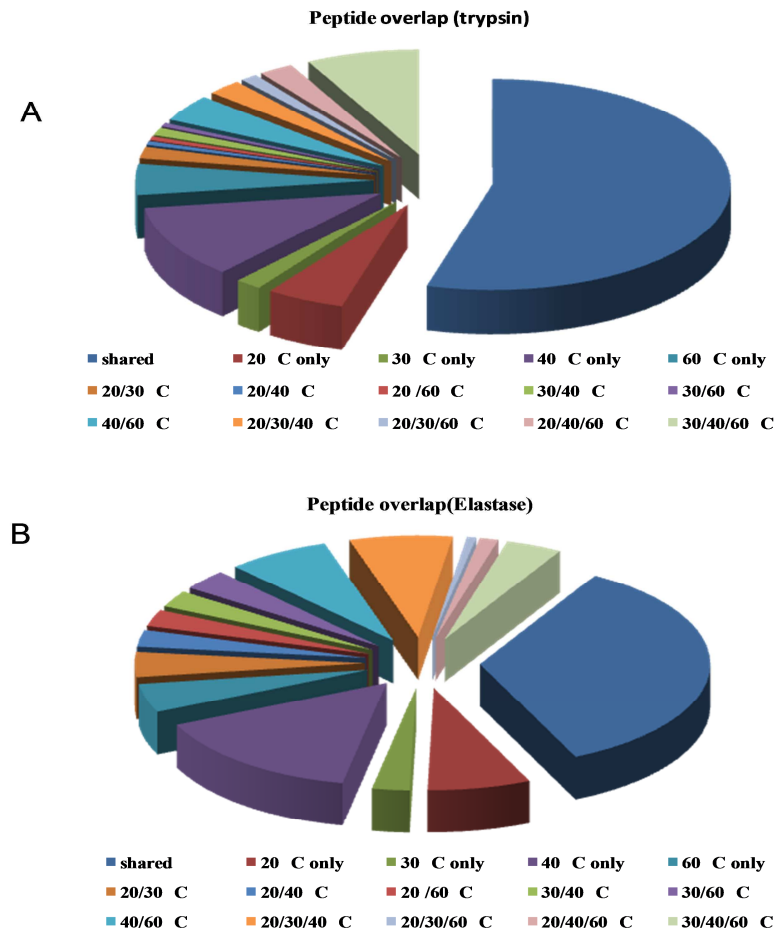 Peptide overlap (trypsin)
A
shared 20 C only 30 C only 40 C only 60 C only
20/30 C 20/40 C 20 /60 C 30/40 C 30/60 C
40/60 C 20/30/40 C 20/30/60 C 20/40/60 C 30/40/60 C
Peptide overlap(Elastase)
B
shared 20 C only 30 C only 40 C only 60 C only
20/30 C 20/40 C 20 /60 C 30/40 C 30/60 C
40/60 C 20/30/40 C 20/30/60 C 20/40/60 C 30/40/60 C